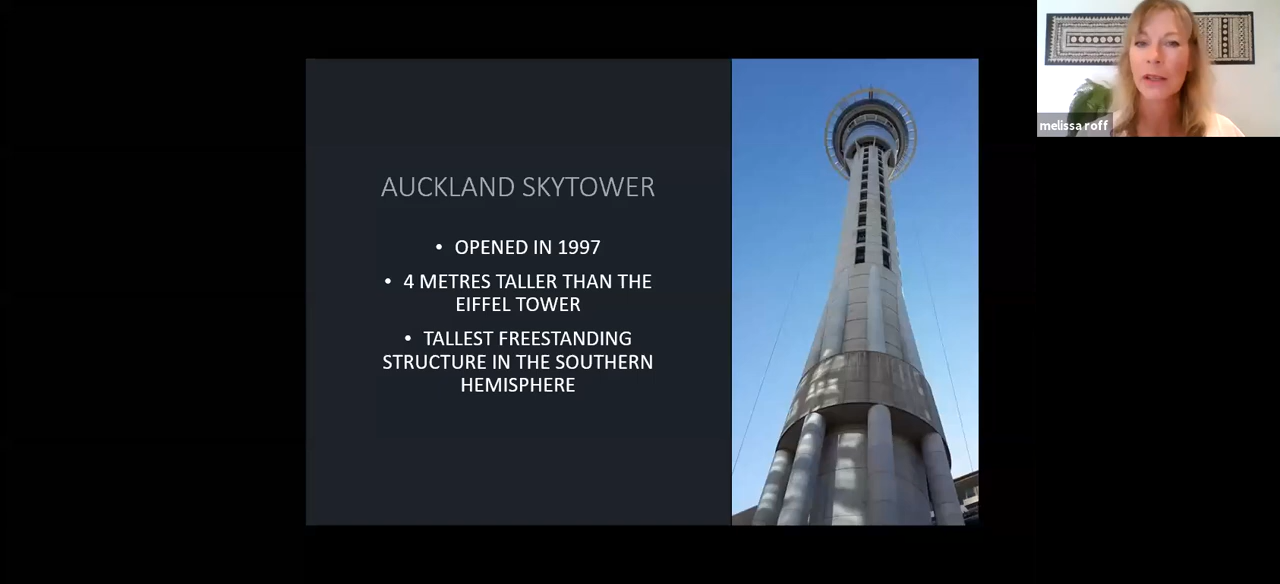 AUCKLAND SKYTOWER
• OPENED IN 1997
• 4 METRES TALLER THAN THE
EIFFEL TOWER
• TALLEST FREESTANDING
STRUCTURE IN THE SOUTHERN
HEMISPHERE
melissa roff